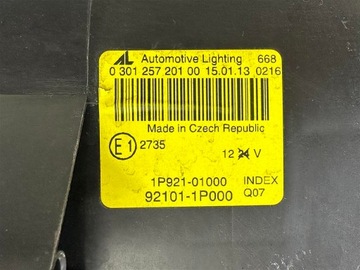 AL Automotive Lighting 668
0 301 257 201 00 15.01.13 0216
Made in Czech Republic
E1 2735
12 24 V
1P921-01000 INDEX
92101-1P000 Q07